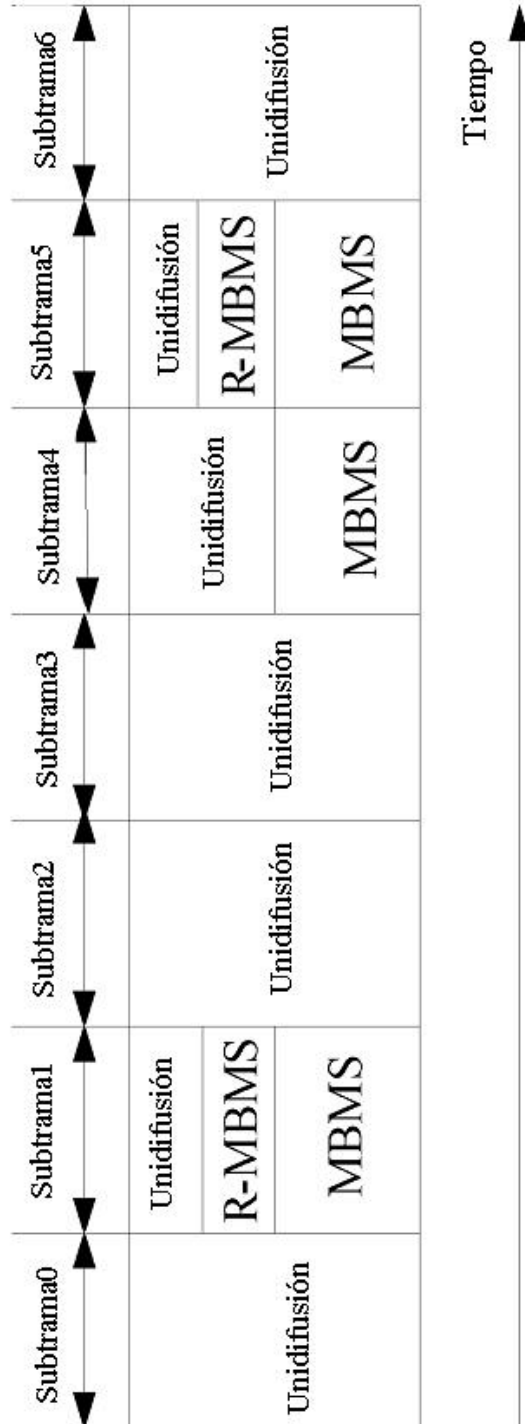 Subtrama0
Subtrama1
Subtrama2
Subtrama3
Subtrama4
Subtrama5
Subtrama6
Unidifusión
Unidifusión
R-MBMS
MBMS
Unidifusión
Unidifusión
Unidifusión
MBMS
Unidifusión
R-MBMS
MBMS
Unidifusión
Tiempo